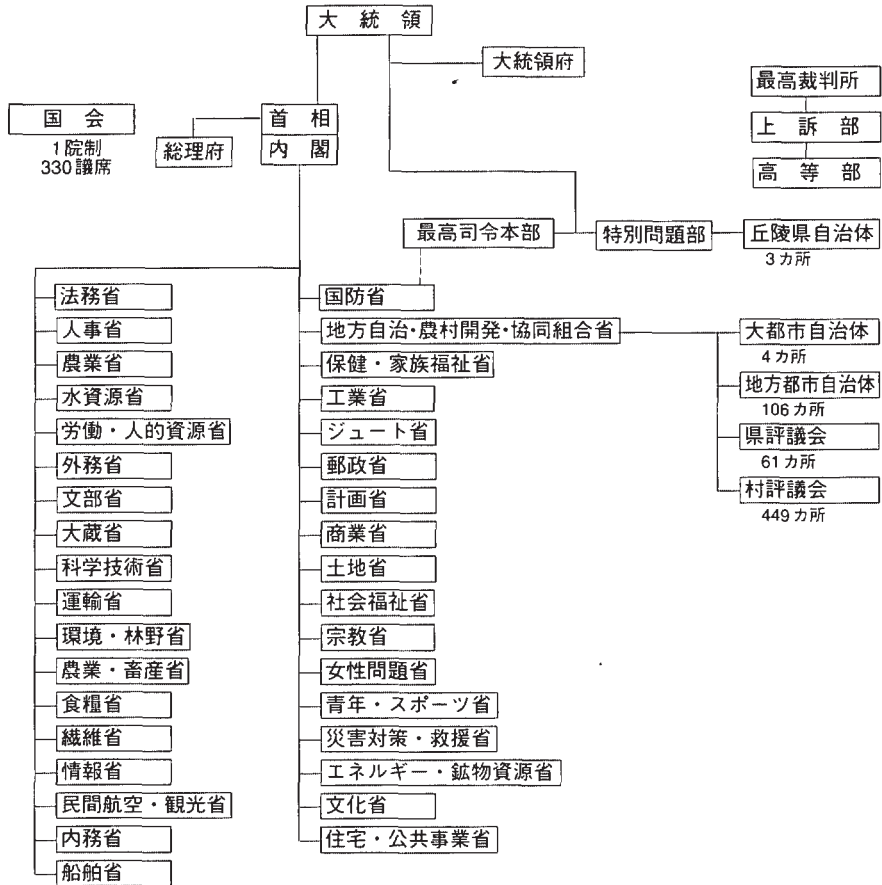 大統領
大統領府
最高裁判所
国会
首相
上訴部
1院制
330議席
総理府
内閣
高等部
最高司令本部
特別問題部
丘陵県自治体
3カ所
法務省
人事省
農業省
水資源省
労働・人的資源省
外務省
文部省
大蔵省
科学技術省
運輸省
環境・林野省
農業・畜産省
食糧省
繊維省
情報省
民間航空・観光省
内務省
船舶省
国防省
地方自治・農村開発・協同組合省
保健・家族福祉省
工業省
ジュート省
郵政省
計画省
商業省
土地省
社会福祉省
宗教省
女性問題省
青年・スポーツ省
災害対策・救援省
エネルギー・鉱物資源省
文化省
住宅・公共事業省
大都市自治体
4カ所
地方都市自治体
106カ所
県評議会
61カ所
村評議会
449カ所